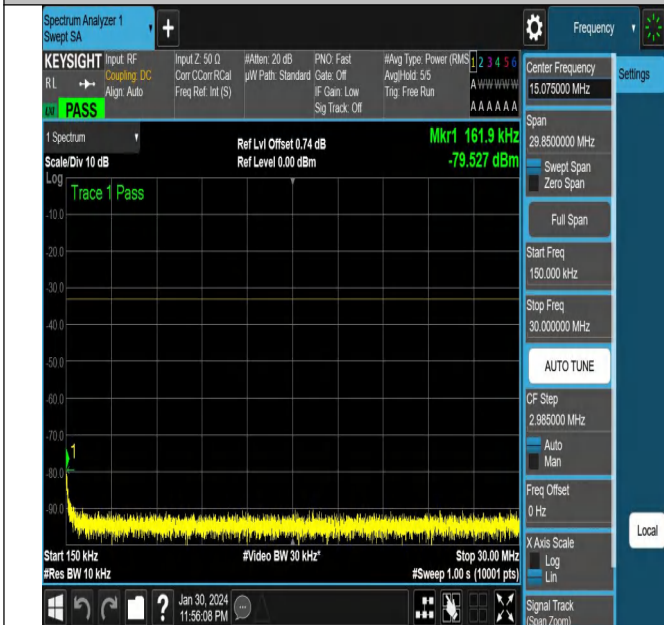 Spectrum Analyzer 1
Swept SA
+
Frequency
KEYSIGHT
RL
PASS
Input: RF
Coupling: DC
Align: Auto
Input Z: 50 Ω
Corr CCorr RCal
Freq Ref: Int (S)
#Atten: 20 dB
µW Path: Standard
PNO: Fast
Gate: Off
IF Gain: Low
Sig Track: Off
#Avg Type: Power (RMS
Avg|Hold: 5/5
Trig: Free Run
1 2 3 4 5 6
A W W W W W
A A A A A A
Center Frequency
15.075000 MHz
Settings
1 Spectrum
Scale/Div 10 dB
Log
Ref Lvl Offset 0.74 dB
Ref Level 0.00 dBm
Mkr1 161.9 kHz
-79.527 dBm
Trace 1 Pass
-10.0
-20.0
-30.0
-40.0
-50.0
-60.0
-70.0
-80.0
-90.0
1
Span
29.8500000 MHz
Swept Span
Zero Span
Full Span
Start Freq
150.000 kHz
Stop Freq
30.000000 MHz
AUTO TUNE
CF Step
2.985000 MHz
Auto
Man
Freq Offset
0 Hz
X Axis Scale
Log
Lin
Signal Track
(Span Zoom)
Local
Start 150 kHz
#Res BW 10 kHz
#Video BW 30 kHz*
Stop 30.00 MHz
#Sweep 1.00 s (10001 pts)
?
Jan 30, 2024
11:56:08 PM